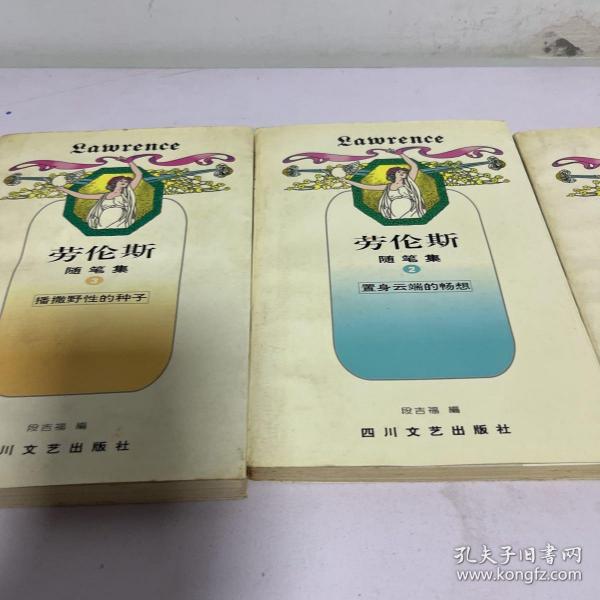 Lawrence
劳伦斯
随笔集
3
播撒野性的种子
段吉福 編
川文艺出版社
Lawrence
劳伦斯
随笔集
2
置身云端的畅想
段吉福 編
四川文艺出版社
孔夫子旧书网
www.kongfz.com